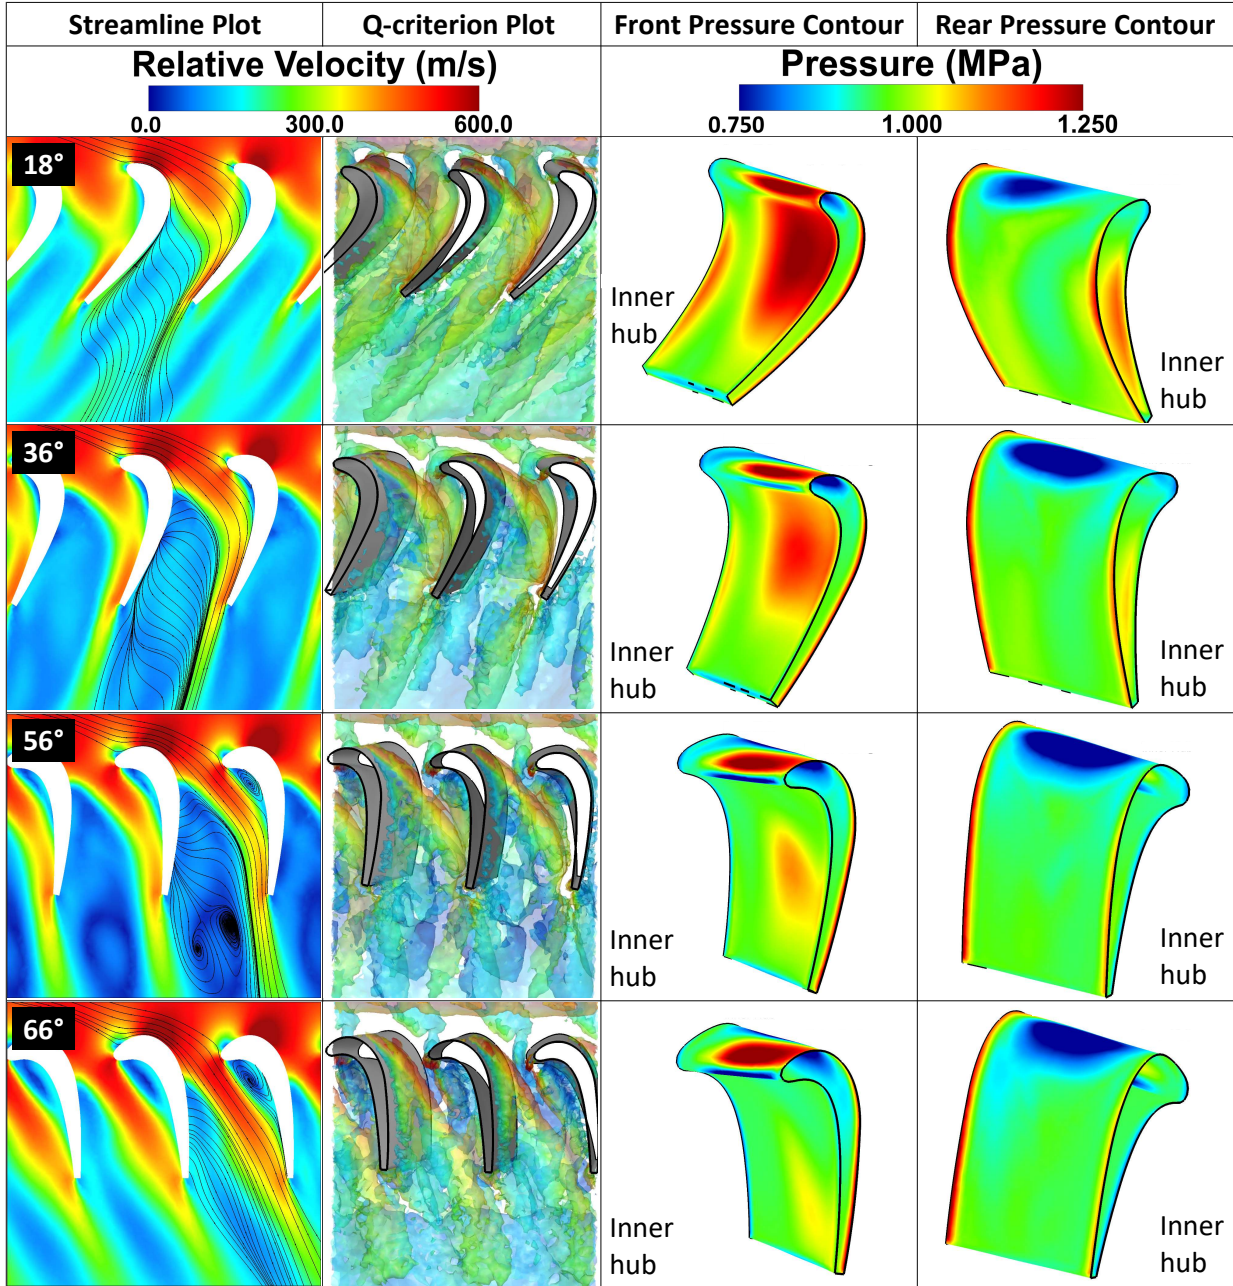 Streamline Plot Q-criterion Plot Front Pressure Contour Rear Pressure Contour
Relative Velocity (m/s) Pressure (MPa)
0.0 300.0 600.0 0.750 1.000 1.250
18°
Inner
hub
Inner
hub
36°
Inner
hub
Inner
hub
56°
Inner
hub
Inner
hub
66°
Inner
hub
Inner
hub